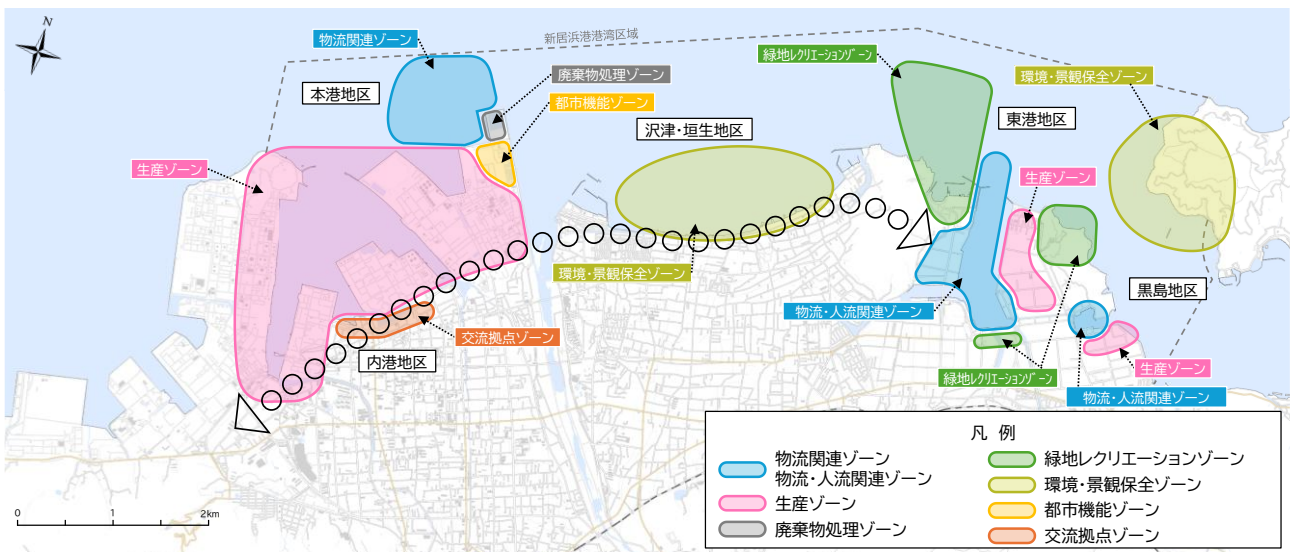 N
新居浜港港湾区域
物流関連ゾーン
緑地レクリエーションゾーン
廃棄物処理ゾーン
環境・景観保全ゾーン
本港地区
都市機能ゾーン
沢津・垣生地区
東港地区
生産ゾーン
生産ゾーン
環境・景観保全ゾーン
黒島地区
物流・人流関連ゾーン
交流拠点ゾーン
内港地区
生産ゾーン
緑地レクリエーションゾーン
物流・人流関連ゾーン
凡 例
物流関連ゾーン
物流・人流関連ゾーン
生産ゾーン
廃棄物処理ゾーン
緑地レクリエーションゾーン
環境・景観保全ゾーン
都市機能ゾーン
交流拠点ゾーン
0 1 2km